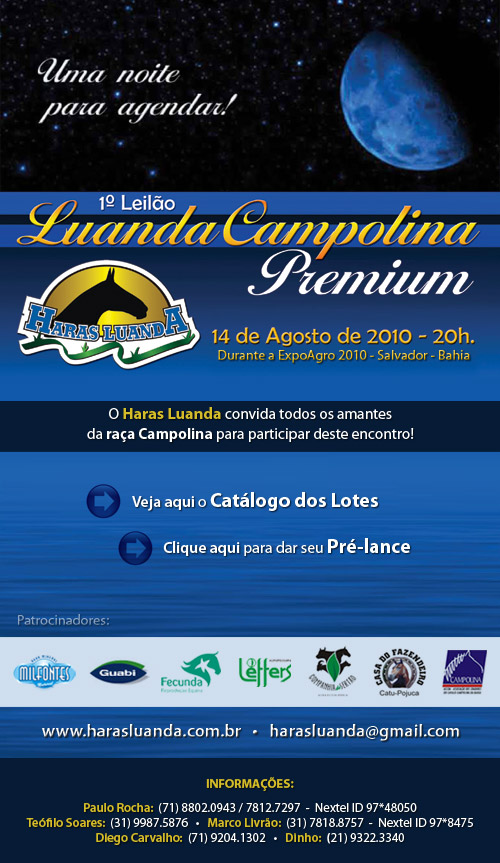 Uma noite
para agendar!
1º Leilão
Luanda Campolina
Premium
HARAS LUANDA
14 de Agosto de 2010 - 20h.
Durante a ExpoAgro 2010 - Salvador - Bahia
O Haras Luanda convida todos os amantes
da raça Campolina para participar deste encontro!
Veja aqui o Catálogo dos Lotes
Clique aqui para dar seu Pré-lance
Patrocinadores:
MILFONTES
Guabi
Fecunda
Reprodução Equina
Léffers
CASA DO FAZENDEIRO
Catu-Pojuca
CAMPOLINA
www.harasluanda.com.br • harasluanda@gmail.com
INFORMAÇÕES:
Paulo Rocha: (71) 8802.0943 / 7812.7297 - Nextel ID 97*48050
Teófilo Soares: (31) 9987.5876 • Marco Livrão: (31) 7818.8757 - Nextel ID 97*8475
Diego Carvalho: (71) 9204.1302 • Dinho: (21) 9322.3340